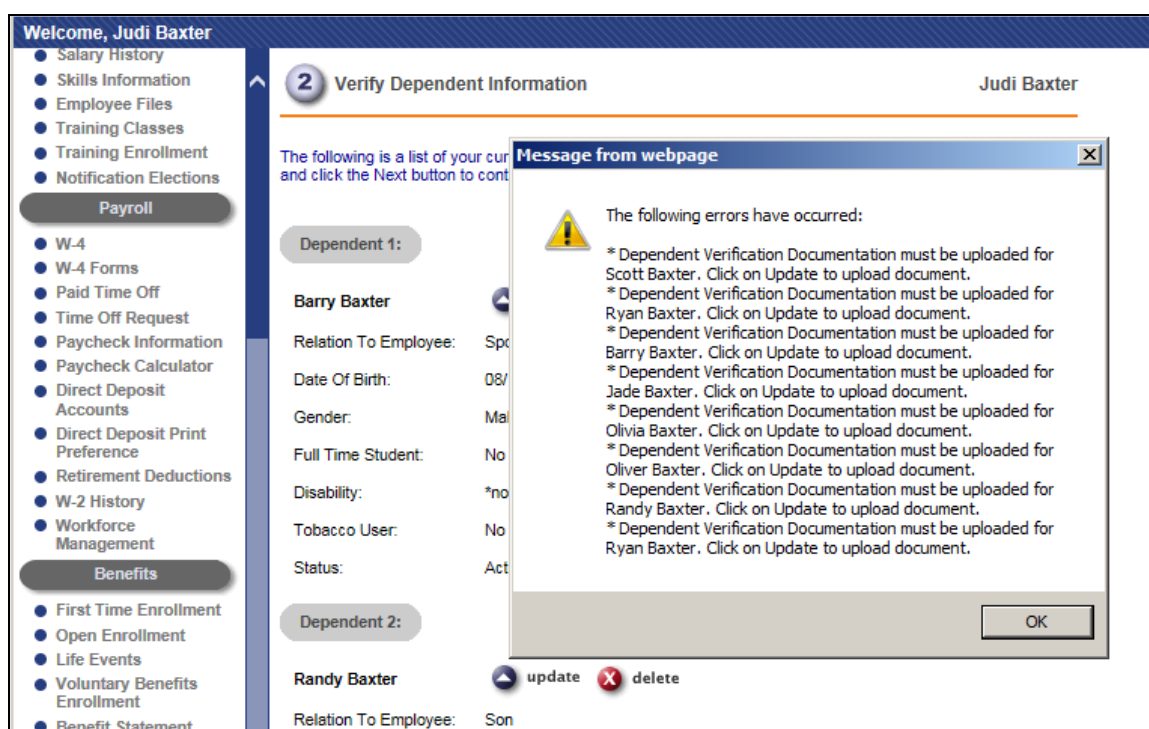 Welcome, Judi Baxter
Salary History
Skills Information
Employee Files
Training Classes
Training Enrollment
Notification Elections
Payroll
W-4
W-4 Forms
Paid Time Off
Time Off Request
Paycheck Information
Paycheck Calculator
Direct Deposit
Accounts
Direct Deposit Print
Preference
Retirement Deductions
W-2 History
Workforce
Management
Benefits
First Time Enrollment
Open Enrollment
Life Events
Voluntary Benefits
Enrollment
Benefit Statement
2 Verify Dependent Information
Judi Baxter
The following is a list of your
and click the Next button to
Dependent 1:
Barry Baxter
Relation To Employee:
Date Of Birth: 08/
Gender:
Full Time Student: No
Disability:
Tobacco User: No
Status:
Dependent 2:
Randy Baxter update X delete
Relation To Employee: Son
Message from webpage
The following errors have occurred:
* Dependent Verification Documentation must be uploaded for
Scott Baxter. Click on Update to upload document.
* Dependent Verification Documentation must be uploaded for
Ryan Baxter. Click on Update to upload document.
* Dependent Verification Documentation must be uploaded for
Barry Baxter. Click on Update to upload document.
* Dependent Verification Documentation must be uploaded for
Jade Baxter. Click on Update to upload document.
* Dependent Verification Documentation must be uploaded for
Olivia Baxter. Click on Update to upload document.
* Dependent Verification Documentation must be uploaded for
Oliver Baxter. Click on Update to upload document.
* Dependent Verification Documentation must be uploaded for
Randy Baxter. Click on Update to upload document.
* Dependent Verification Documentation must be uploaded for
Ryan Baxter. Click on Update to upload document.
OK